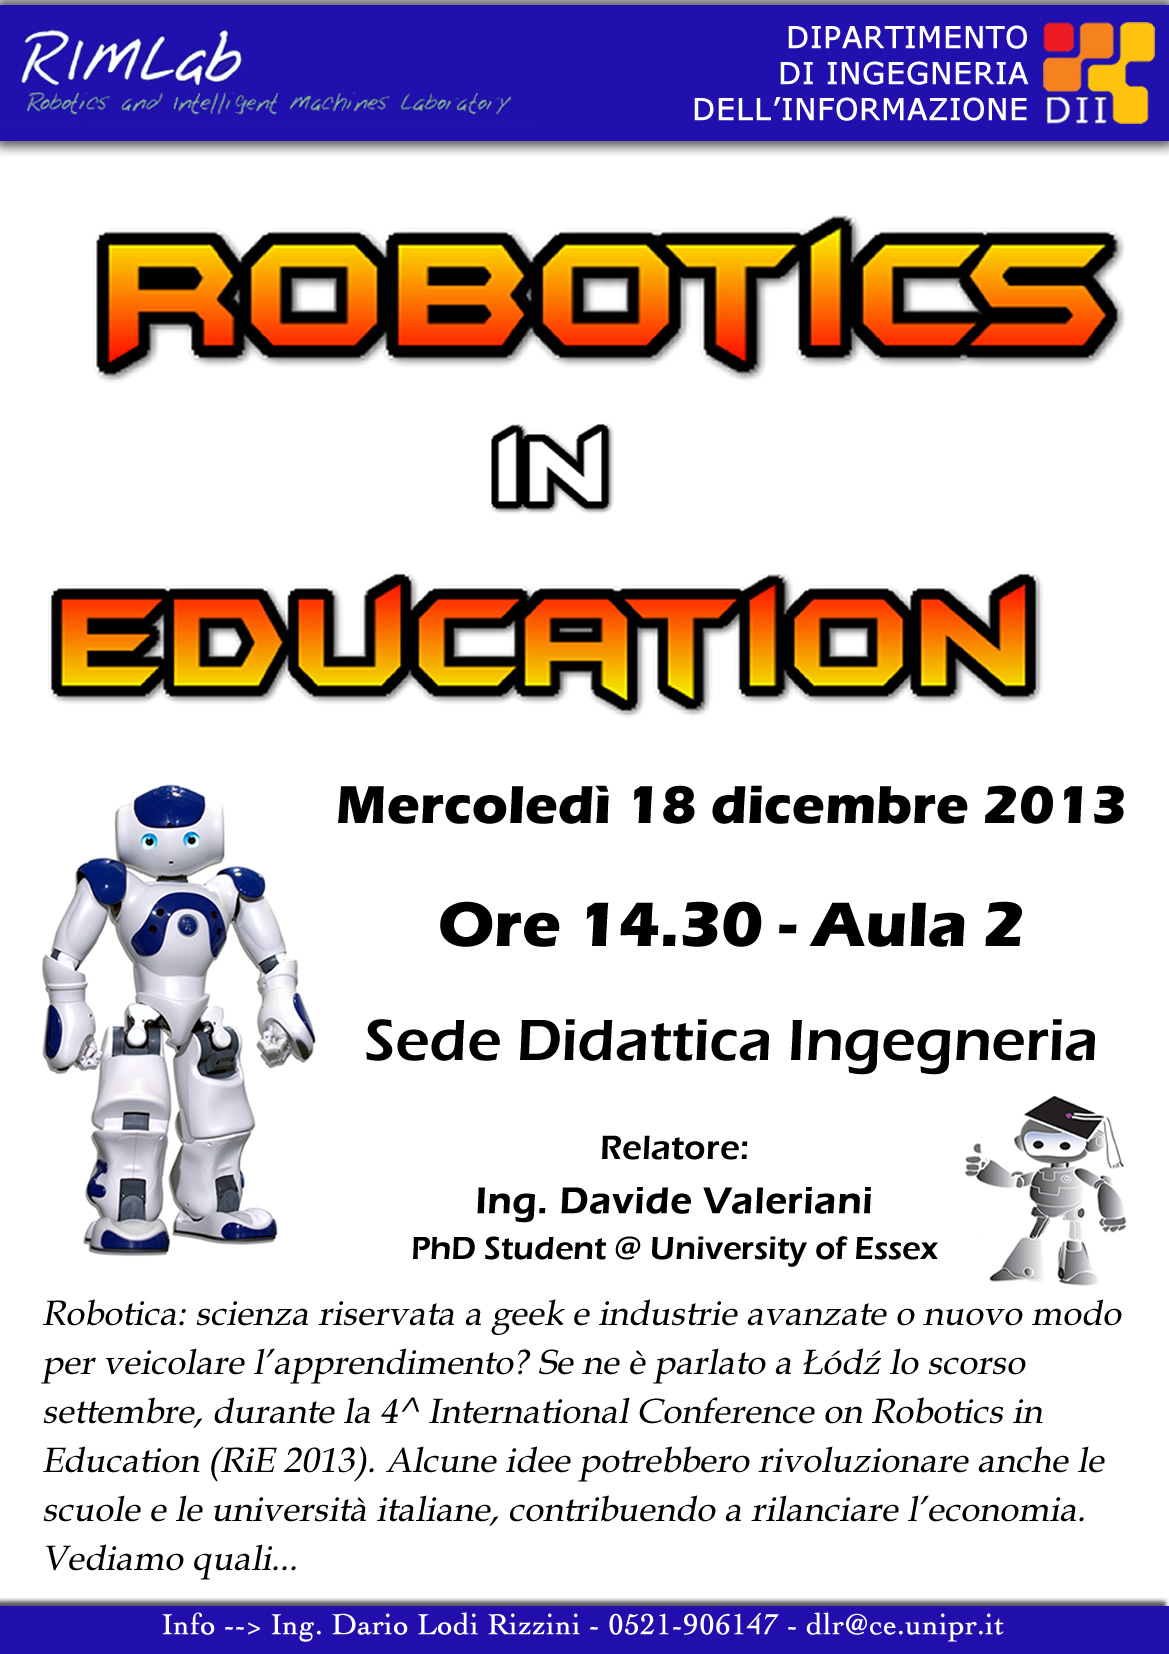 RIMLab
Robotics and Intelligent Machines Laboratory
DIPARTIMENTO
DI INGEGNERIA
DELL'INFORMAZIONE
DII
ROBOTICS
IN
EDUCATION
Mercoledì 18 dicembre 2013
Ore 14.30 - Aula 2
Sede Didattica Ingegneria
Relatore:
Ing. Davide Valeriani
PhD Student @ University of Essex
Robotica: scienza riservata a geek e industrie avanzate o nuovo modo
per veicolare l'apprendimento? Se ne è parlato a Łódź lo scorso
settembre, durante la 4^ International Conference on Robotics in
Education (RiE 2013). Alcune idee potrebbero rivoluzionare anche le
scuole e le università italiane, contribuendo a rilanciare l'economia.
Vediamo quali...
Info --> Ing. Dario Lodi Rizzini - 0521-906147 - dlr@ce.unipr.it